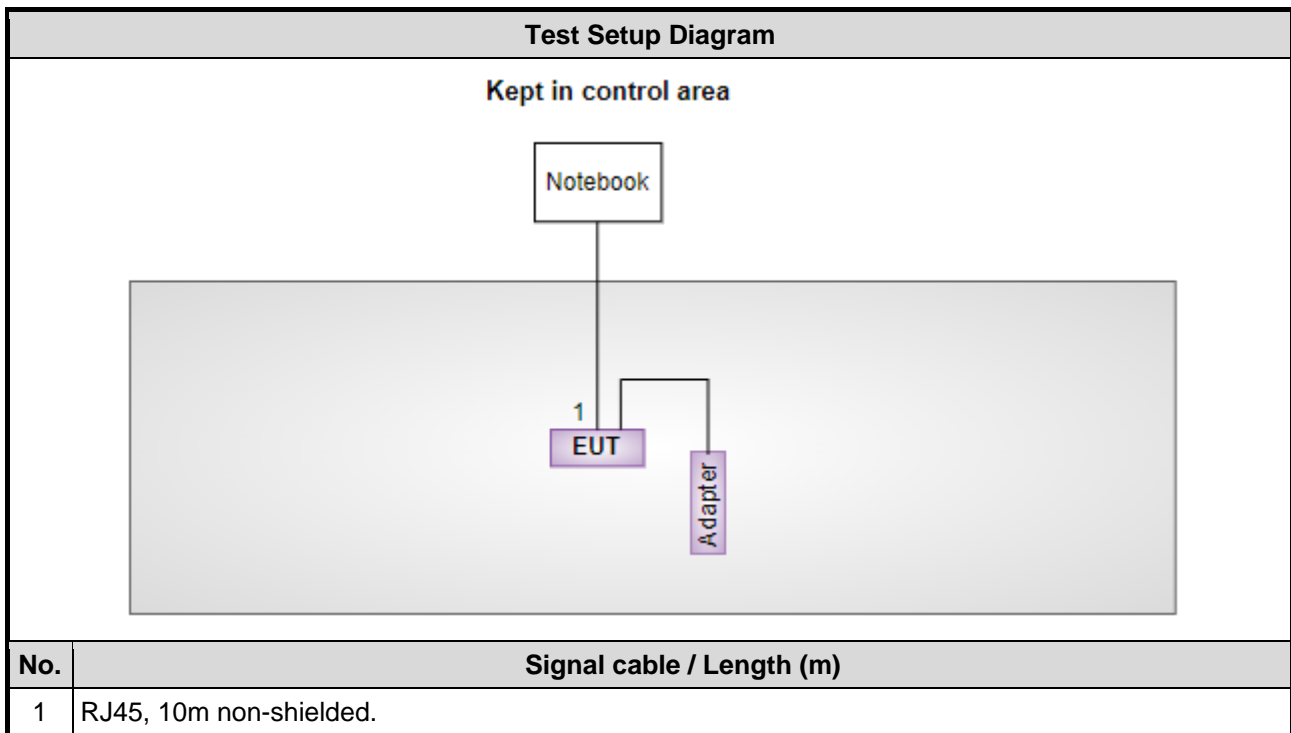 Test Setup Diagram
Kept in control area
Notebook
1
EUT
Adapter
No. Signal cable / Length (m)
1 RJ45, 10m non-shielded.